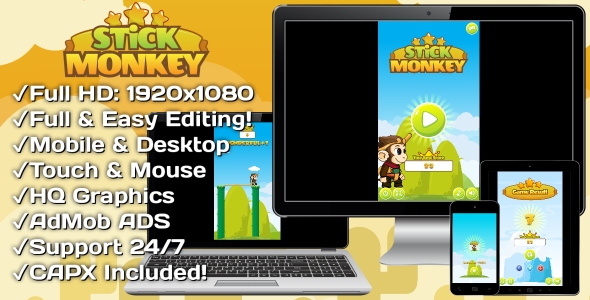 STICK
MONKEY
✓Full HD: 1920x1080
✓Full & Easy Editing!
✓Mobile & Desktop
✓Touch & Mouse
✓HQ Graphics
✓AdMob ADS
✓Support 24/7
✓CAPX Included!
STICK
MONKEY
Game Result
7